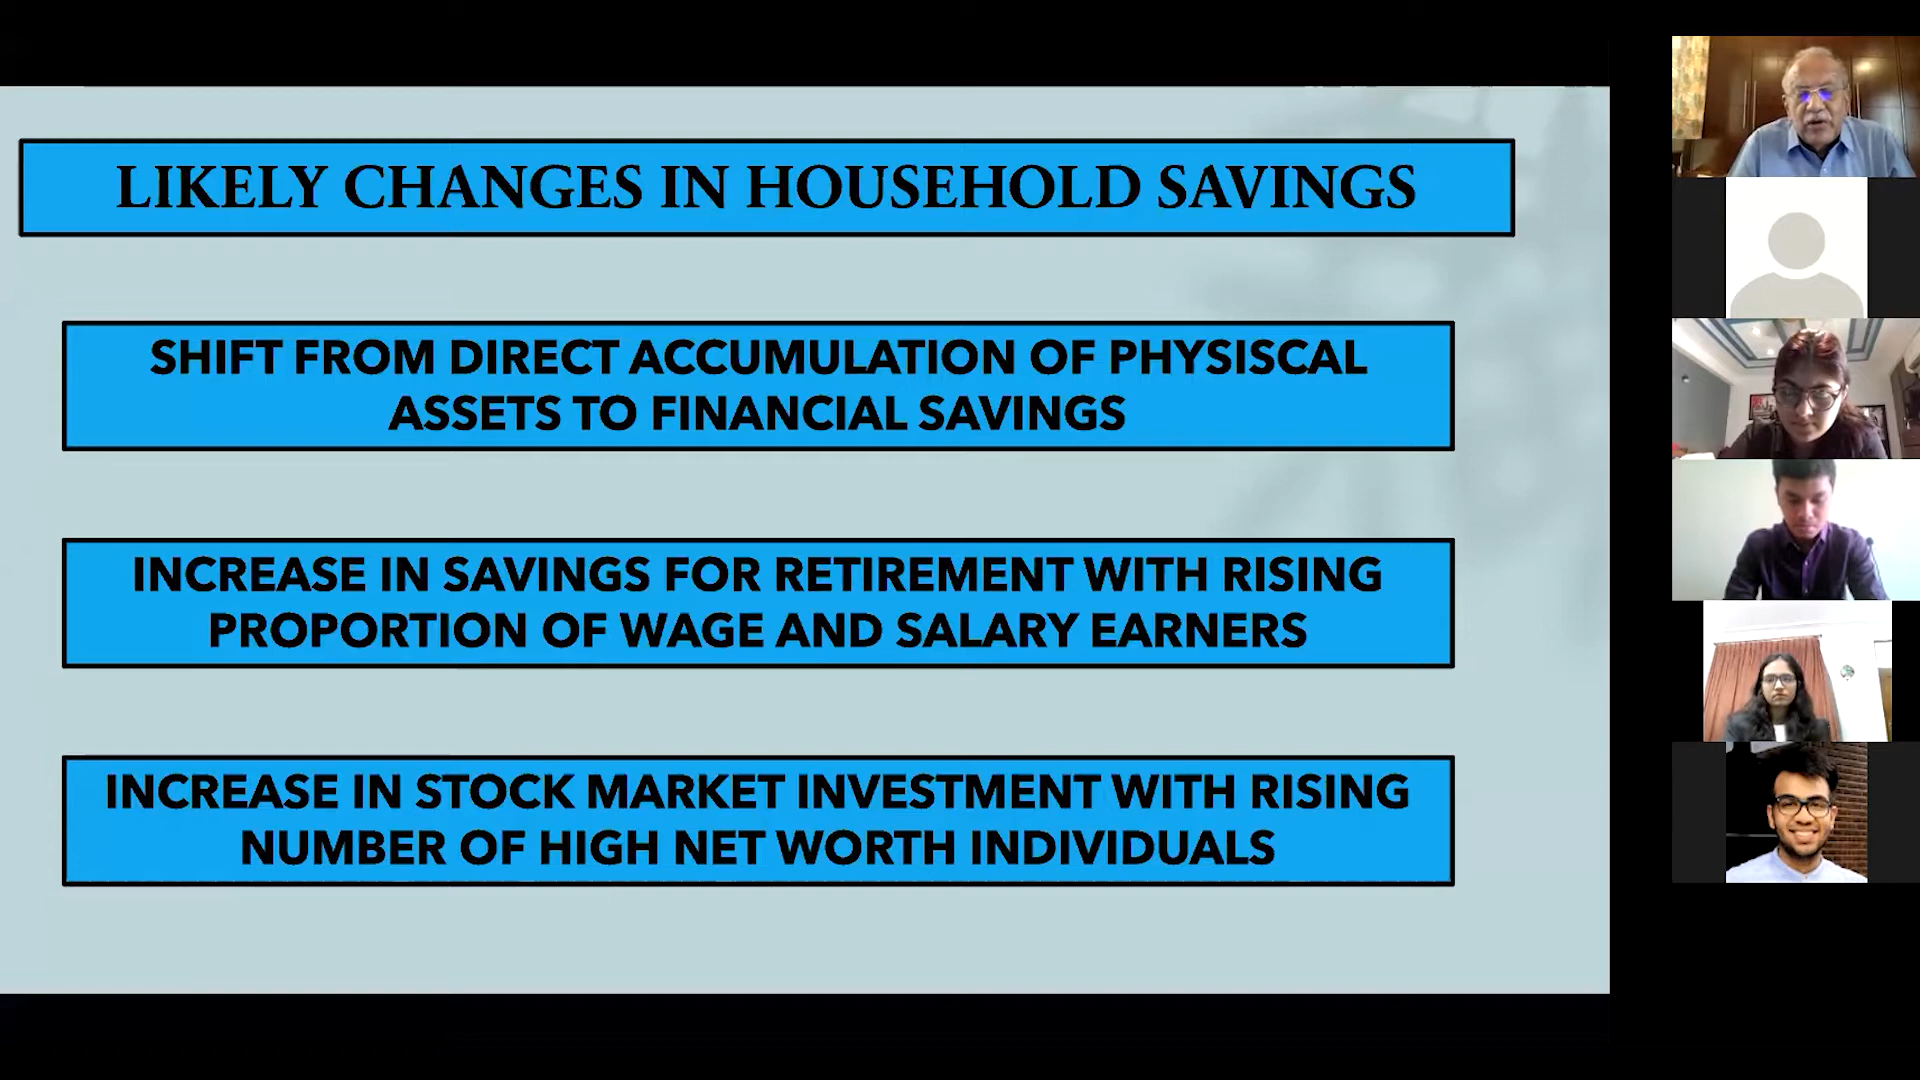 LIKELY CHANGES IN HOUSEHOLD SAVINGS
SHIFT FROM DIRECT ACCUMULATION OF PHYSISCAL
ASSETS TO FINANCIAL SAVINGS
INCREASE IN SAVINGS FOR RETIREMENT WITH RISING
PROPORTION OF WAGE AND SALARY EARNERS
INCREASE IN STOCK MARKET INVESTMENT WITH RISING
NUMBER OF HIGH NET WORTH INDIVIDUALS